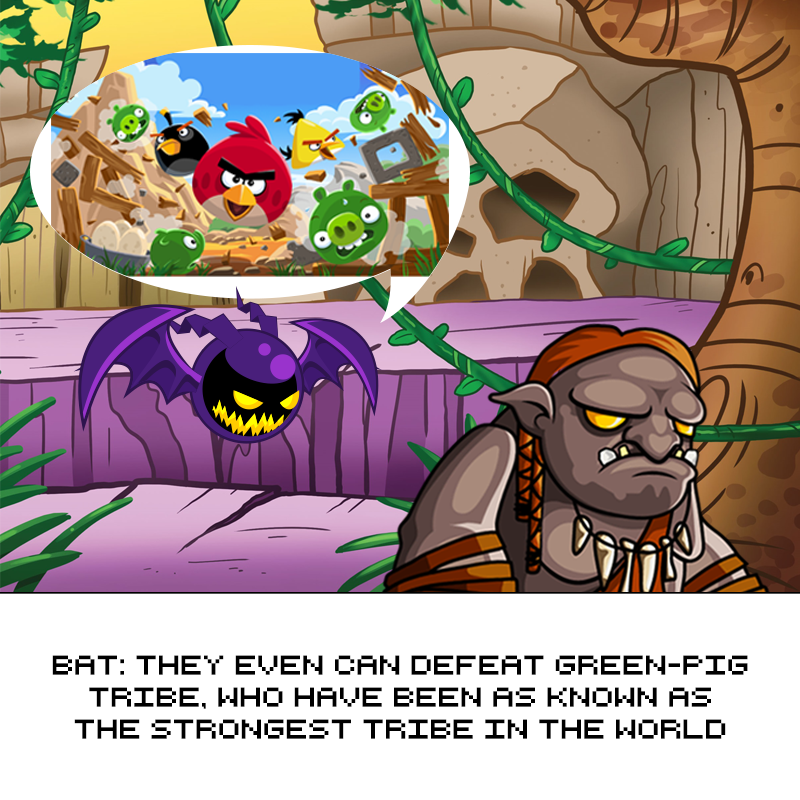 BAT: THEY EVEN CAN DEFEAT GREEN-PIG
TRIBE, WHO HAVE BEEN AS KNOWN AS
THE STRONGEST TRIBE IN THE WORLD